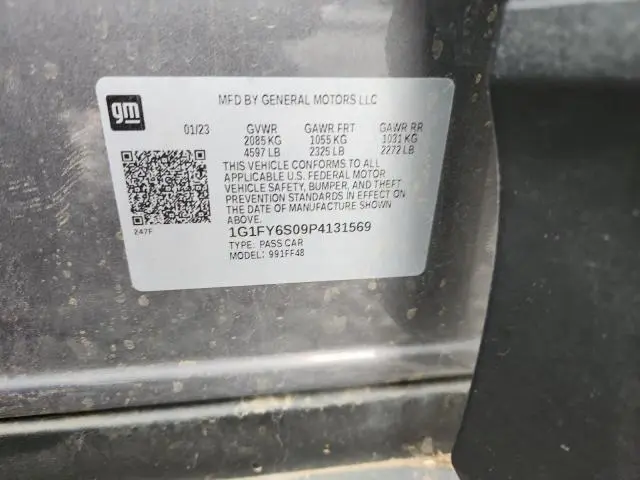 gm
MFD BY GENERAL MOTORS LLC
01/23 GVWR GAWR FRT GAWR RR
2085 KG 1055 KG 1031 KG
4597 LB 2325 LB 2272 LB
THIS VEHICLE CONFORMS TO ALL
APPLICABLE U.S. FEDERAL MOTOR
VEHICLE SAFETY, BUMPER, AND THEFT
PREVENTION STANDARDS IN EFFECT ON
THE DATE OF MANUFACTURE SHOWN
ABOVE.
247F
1G1FY6S09P4131569
TYPE: PASS CAR
MODEL: 991FF48